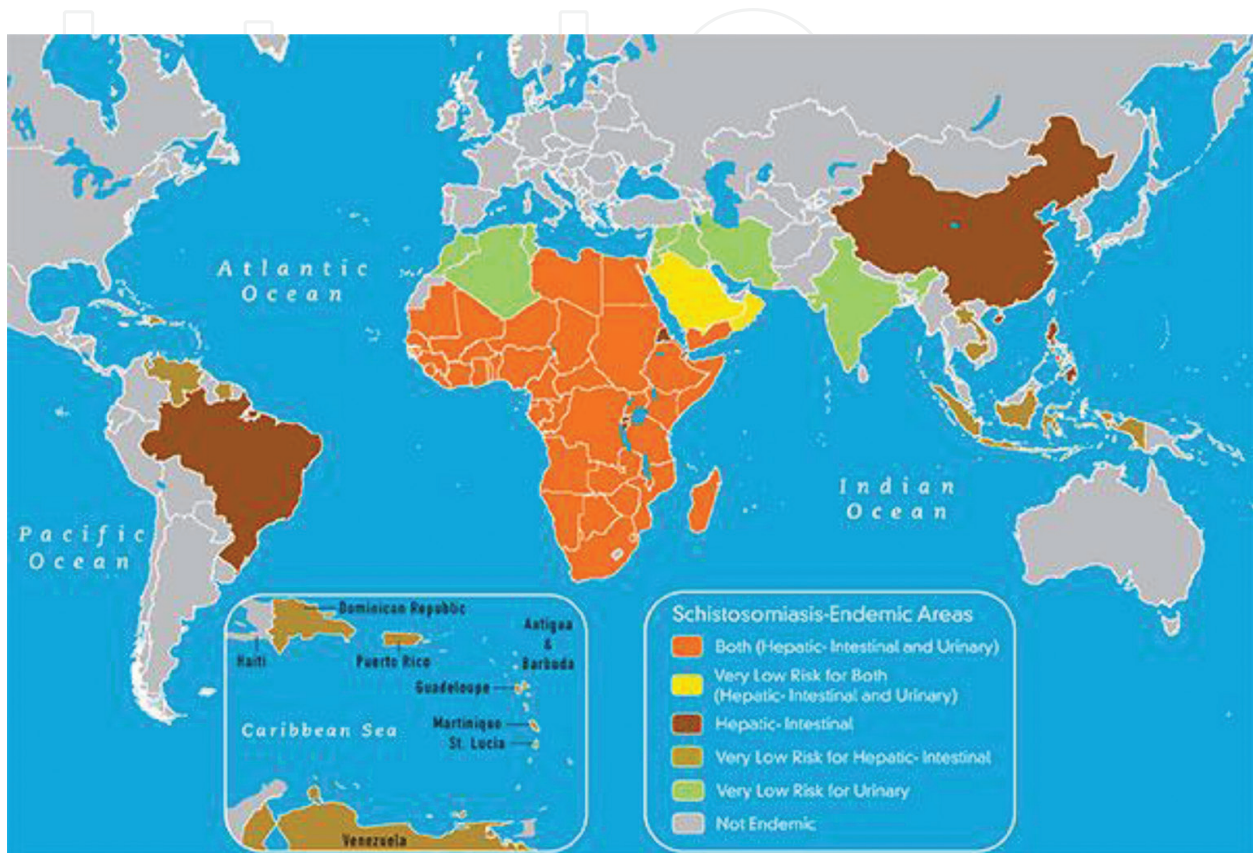 Atlantic
Ocean
Pacific
Ocean
Indian
Ocean
Dominican Republic
Haiti
Puerto Rico
Antigua
&
Barbuda
Guadeloupe
Martinique
St. Lucia
Caribbean Sea
Venezuela
Schistosomiasis-Endemic Areas
Both (Hepatic-Intestinal and Urinary)
Very Low Risk for Both
(Hepatic-Intestinal and Urinary)
Hepatic-Intestinal
Very Low Risk for Hepatic-Intestinal
Very Low Risk for Urinary
Not Endemic